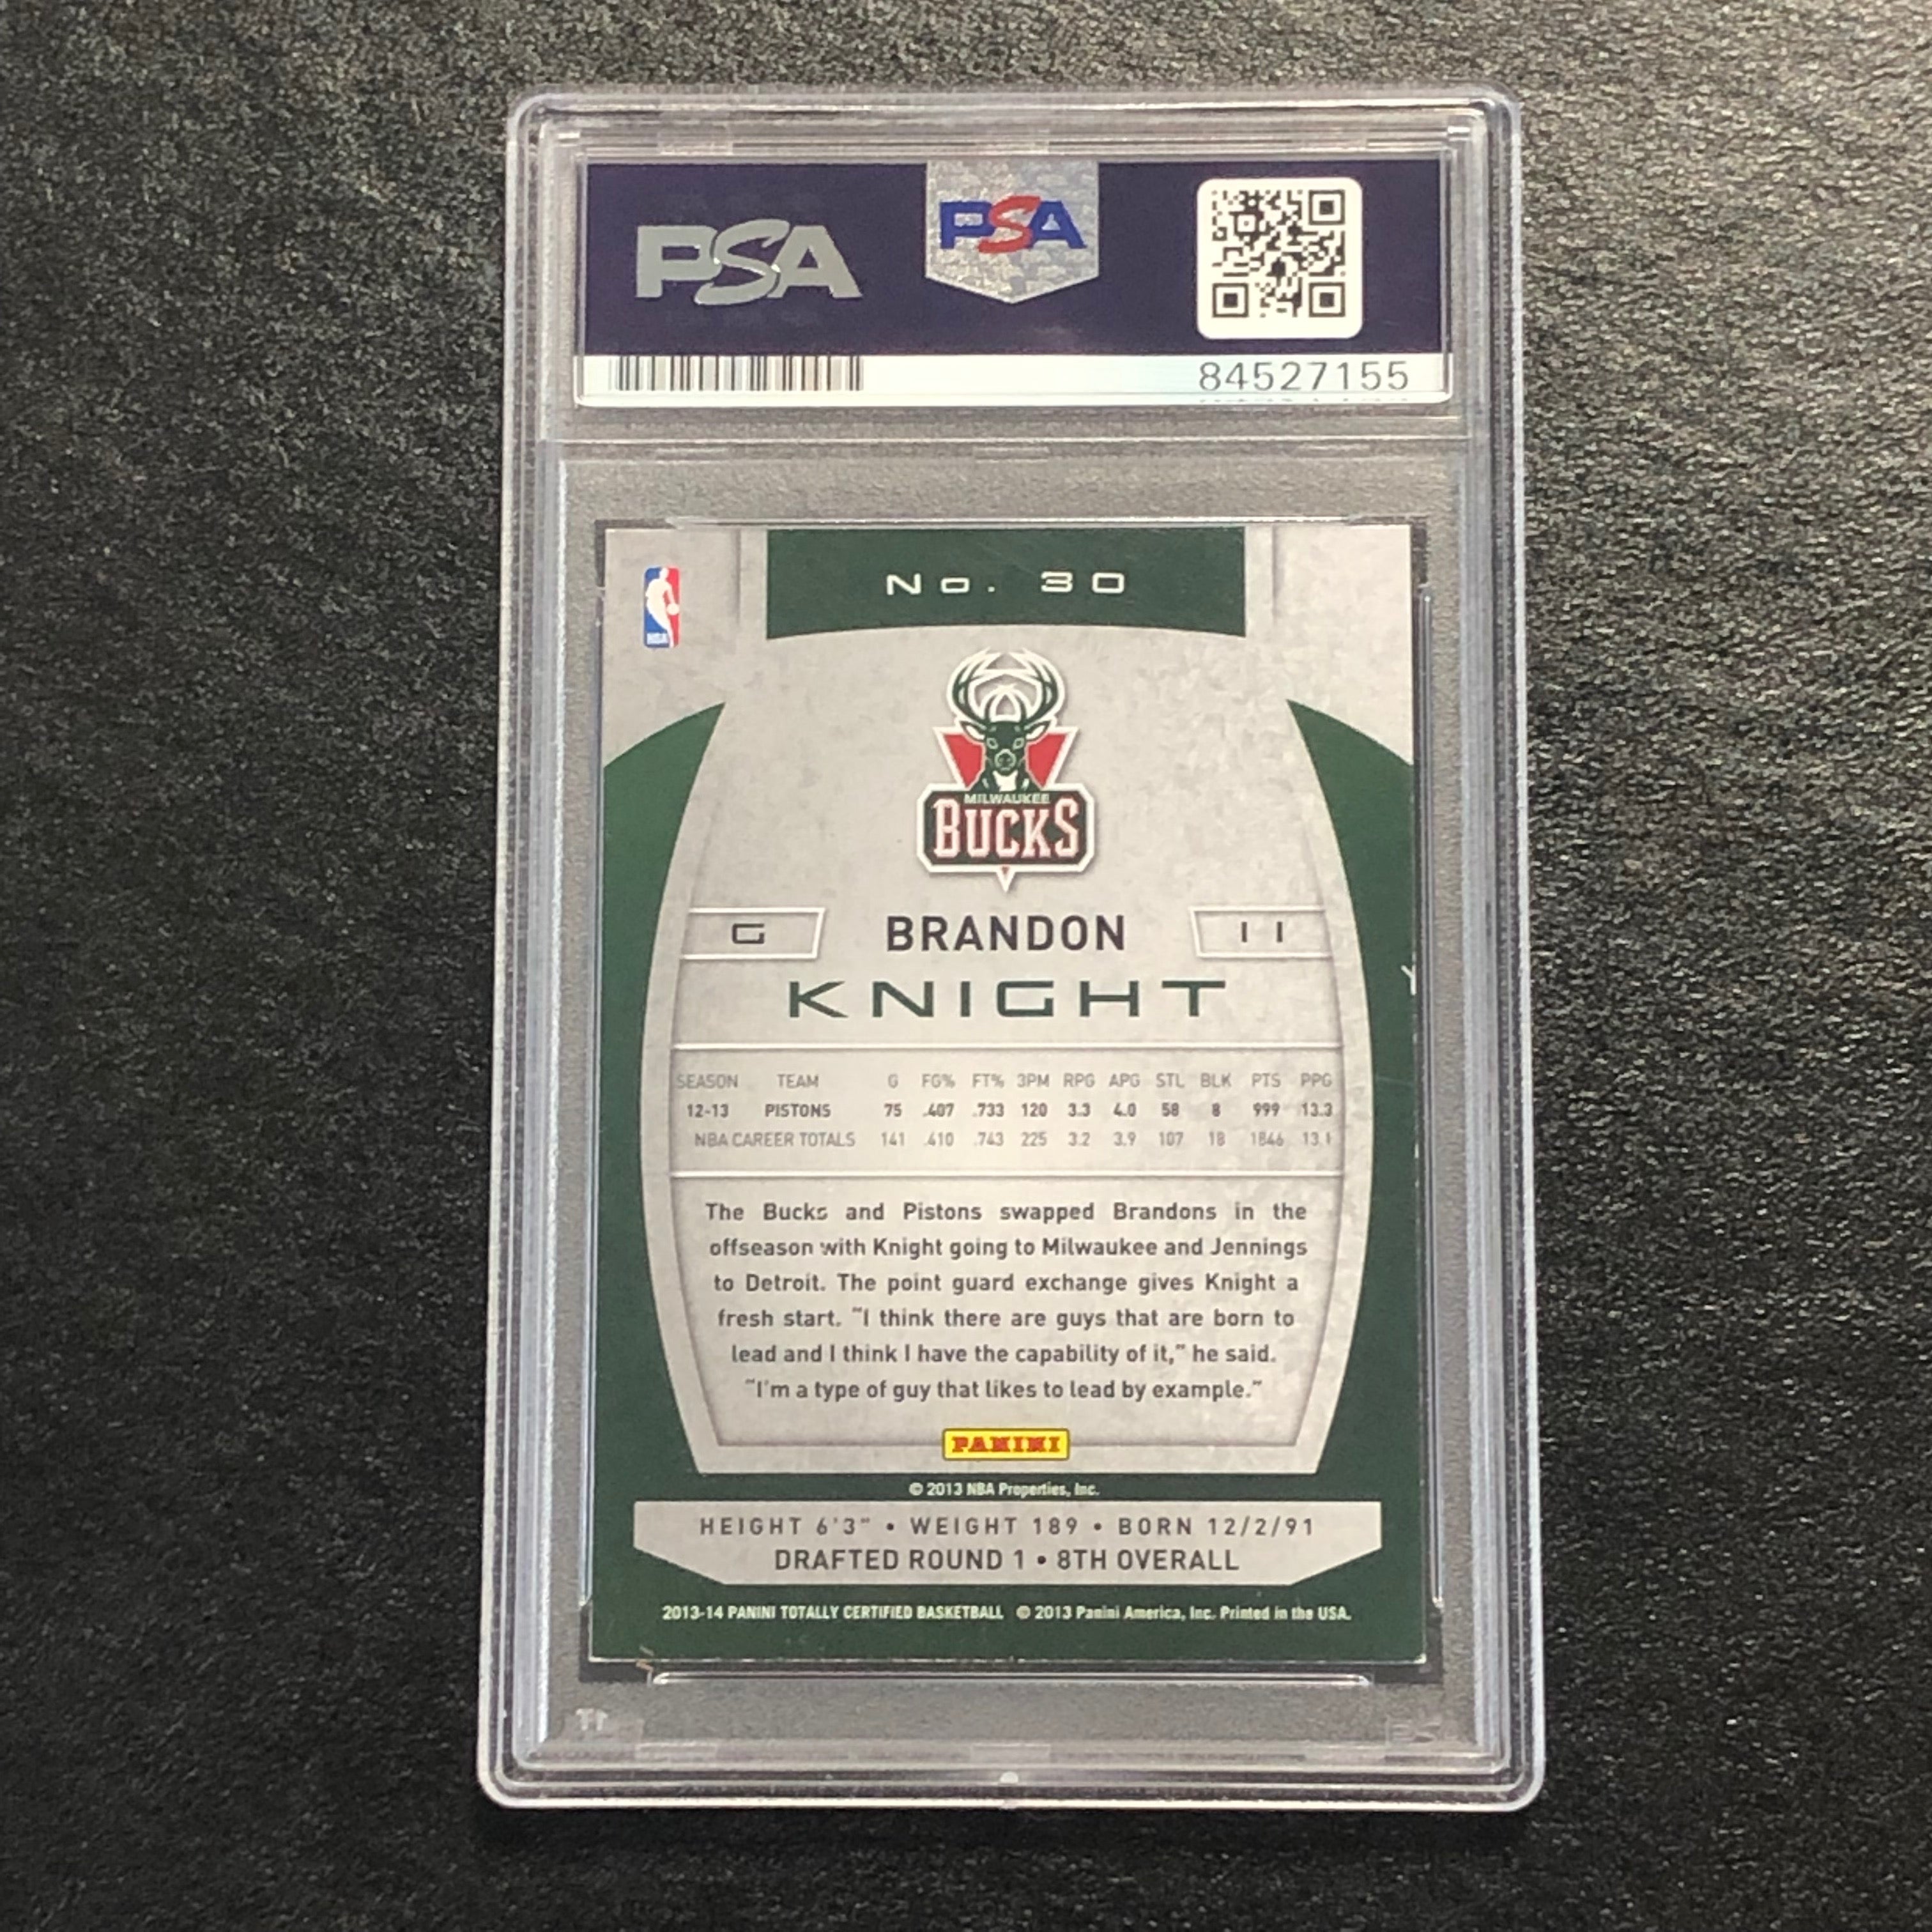 PSA PSA
84527155
No. 30
NBA
MILWAUKEE
BUCKS
G BRANDON 11
KNIGHT
SEASON TEAM G FG% FT% 3PM RPG APG STL BLK PTS PPG
12-13 PISTONS 75 .407 .733 120 3.3 4.0 58 8 999 13.3
NBA CAREER TOTALS 141 .410 .743 225 3.2 3.9 107 18 1846 13.1
The Bucks and Pistons swapped Brandons in the
offseason with Knight going to Milwaukee and Jennings
to Detroit. The point guard exchange gives Knight a
fresh start. "I think there are guys that are born to
lead and I think I have the capability of it," he said.
"I'm a type of guy that likes to lead by example."
PANINI
© 2013 NBA Properties, Inc.
HEIGHT 6'3" • WEIGHT 189 • BORN 12/2/91
DRAFTED ROUND 1 • 8TH OVERALL
2013-14 PANINI TOTALLY CERTIFIED BASKETBALL © 2013 Panini America, Inc. Printed in the USA.